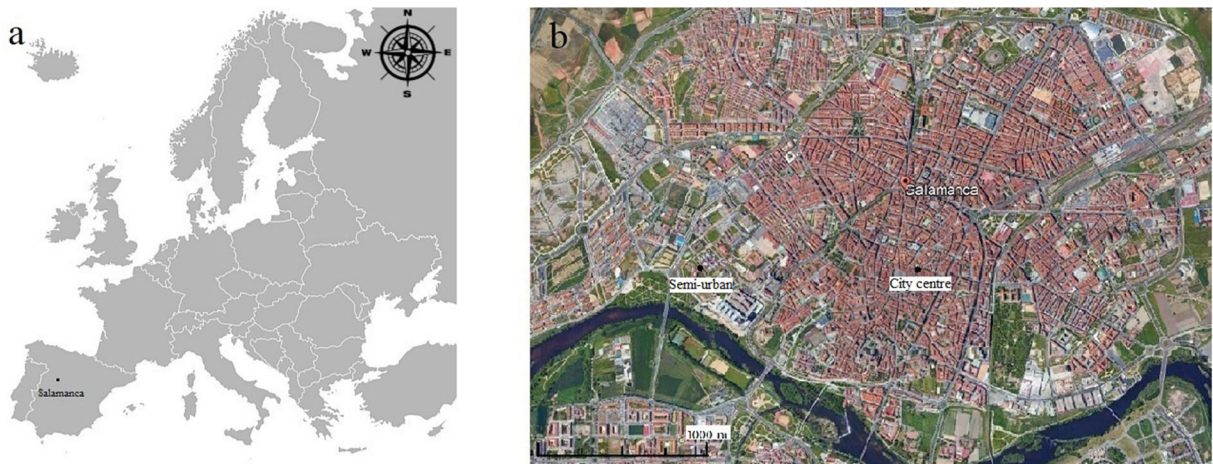 a
N
W E
S
Salamanca
b
Salamanca
Semi-urban
City centre
1000 m